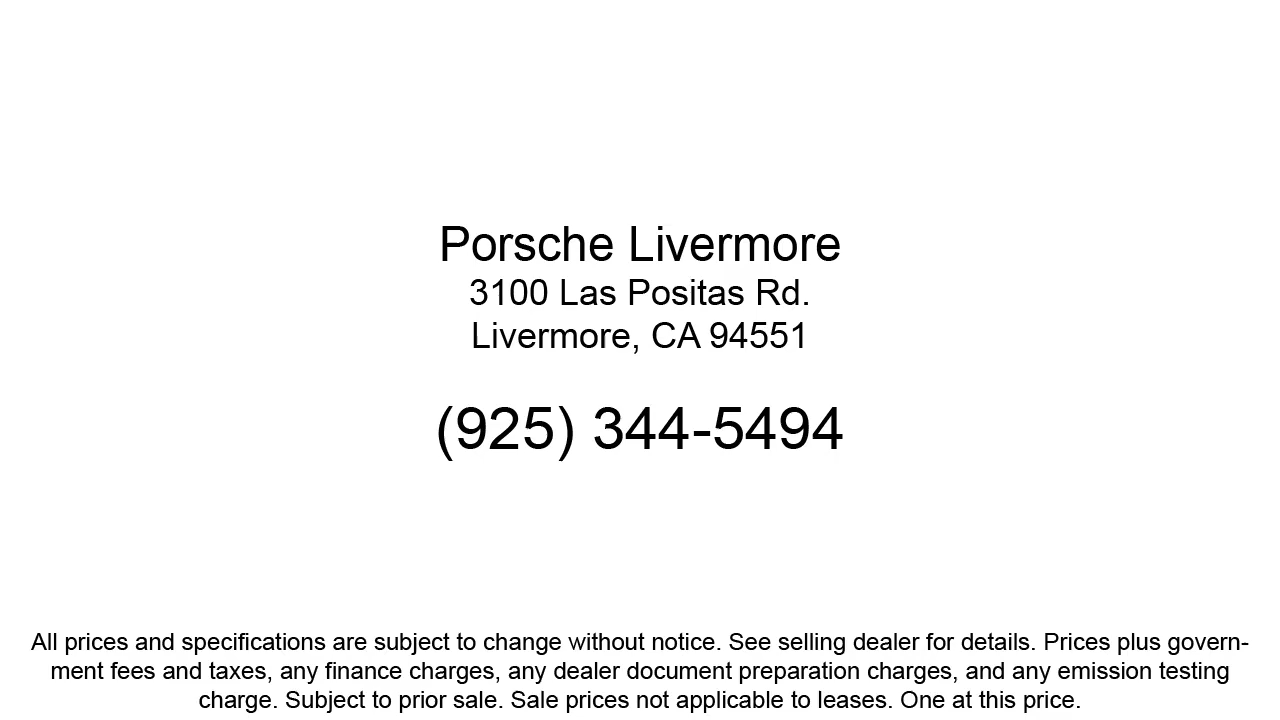 Porsche Livermore
3100 Las Positas Rd.
Livermore, CA 94551
(925) 344-5494
All prices and specifications are subject to change without notice. See selling dealer for details. Prices plus govern-
ment fees and taxes, any finance charges, any dealer document preparation charges, and any emission testing
charge. Subject to prior sale. Sale prices not applicable to leases. One at this price.